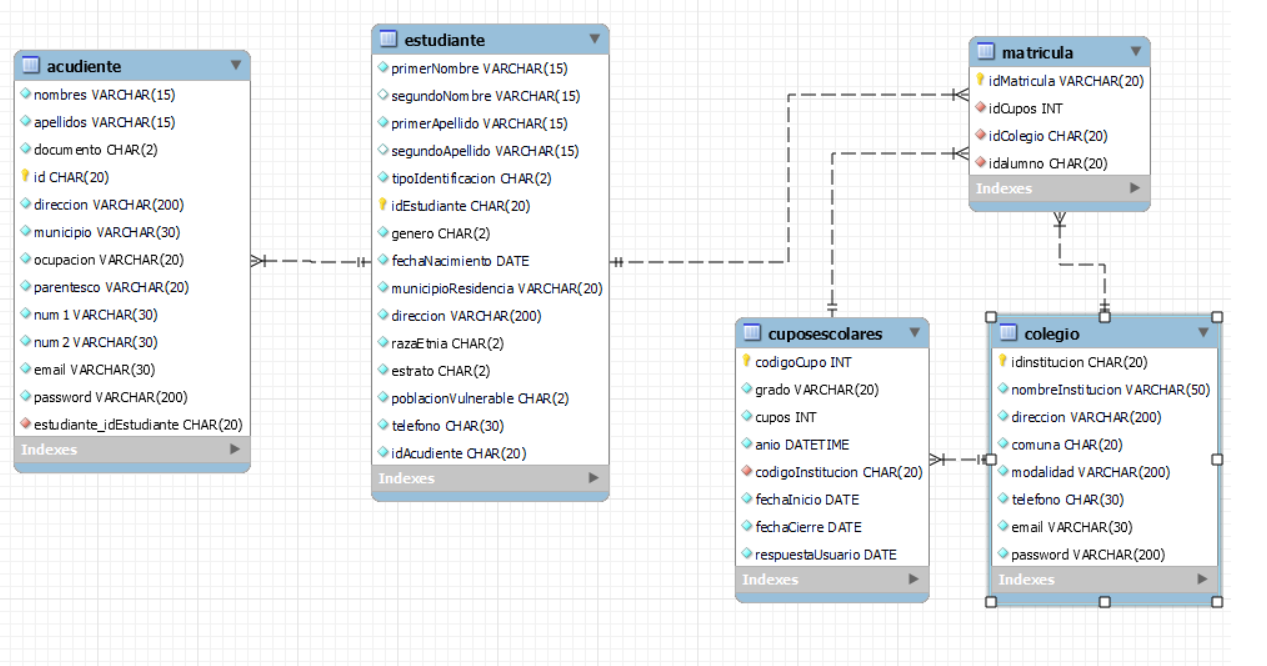 acudiente
nombres VARCHAR(15)
apellidos VARCHAR(15)
documento CHAR(2)
id CHAR(20)
direccion VARCHAR(200)
municipio VARCHAR(30)
ocupacion VARCHAR(20)
parentesco VARCHAR(20)
num1 VARCHAR(30)
num2 VARCHAR(30)
email VARCHAR(30)
password VARCHAR(200)
estudiante_idEstudiante CHAR(20)
Indexes
estudiante
primerNombre VARCHAR(15)
segundoNombre VARCHAR(15)
primerApellido VARCHAR(15)
segundoApellido VARCHAR(15)
tipoIdentificacion CHAR(2)
idEstudiante CHAR(20)
genero CHAR(2)
fechaNacimiento DATE
municipioResidencia VARCHAR(20)
direccion VARCHAR(200)
razaEtnia CHAR(2)
estrato CHAR(2)
poblacionVulnerable CHAR(2)
telefono CHAR(30)
idAcudiente CHAR(20)
Indexes
matricula
idMatricula VARCHAR(20)
idCupos INT
idColegio CHAR(20)
idalumno CHAR(20)
Indexes
cuposescolares
codigoCupo INT
grado VARCHAR(20)
cupos INT
anio DATETIME
codigoInstitucion CHAR(20)
fechaInicio DATE
fechaCierre DATE
respuestaUsuario DATE
Indexes
colegio
idinstitucion CHAR(20)
nombreInstitucion VARCHAR(50)
direccion VARCHAR(200)
comuna CHAR(20)
modalidad VARCHAR(200)
telefono CHAR(30)
email VARCHAR(30)
password VARCHAR(200)
Indexes